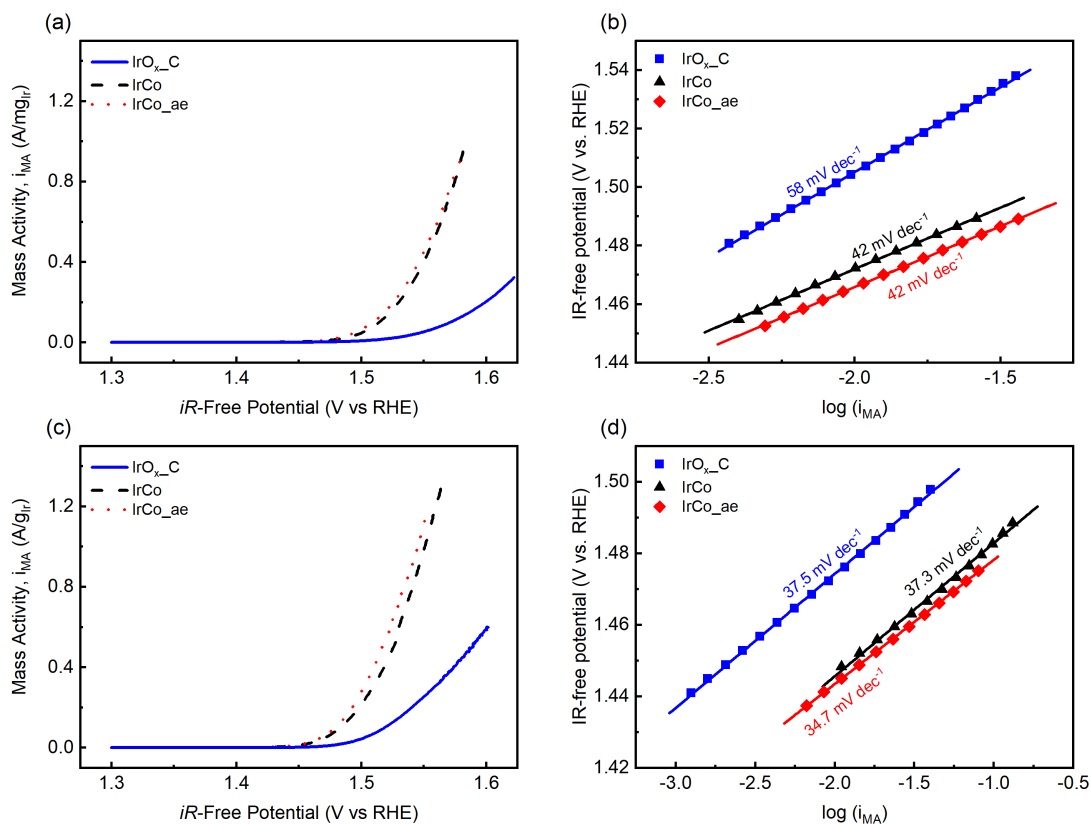 (a)
Mass Activity, i_MA (A/mg_Ir)
1.2
0.8
0.4
0.0
IrOₓ_C
IrCo
IrCo_ae
1.3
1.4
1.5
1.6
iR-Free Potential (V vs RHE)
(b)
IR-free potential (V vs. RHE)
1.54
1.52
1.50
1.48
1.46
1.44
IrOₓ_C
IrCo
IrCo_ae
58 mV dec⁻¹
42 mV dec⁻¹
42 mV dec⁻¹
-2.5
-2.0
-1.5
log (i_MA)
(c)
Mass Activity, i_MA (A/g_Ir)
1.2
0.8
0.4
0.0
IrOₓ_C
IrCo
IrCo_ae
1.3
1.4
1.5
1.6
iR-Free Potential (V vs RHE)
(d)
IR-free potential (V vs. RHE)
1.50
1.48
1.46
1.44
1.42
IrOₓ_C
IrCo
IrCo_ae
37.5 mV dec⁻¹
37.3 mV dec⁻¹
34.7 mV dec⁻¹
-3.0
-2.5
-2.0
-1.5
-1.0
-0.5
log (i_MA)